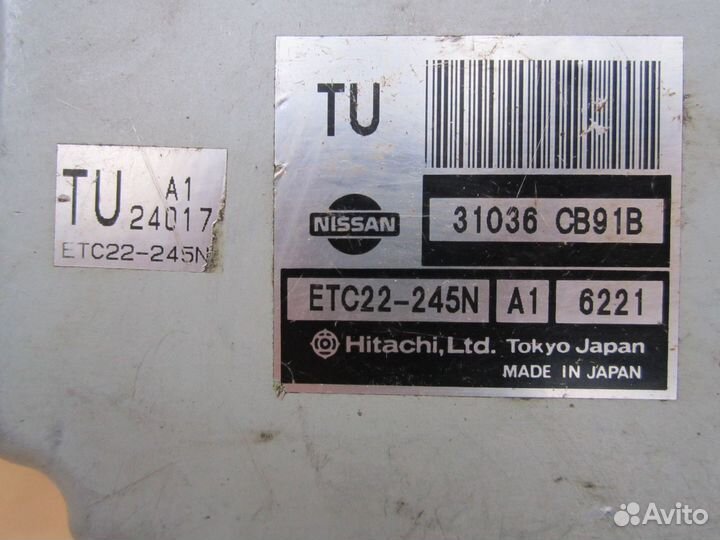 TU A1
24017
ETC22-245N
TU
NISSAN
31036 CB91B
ETC22-245N A1 6221
Hitachi, Ltd. Tokyo Japan
MADE IN JAPAN
Avito